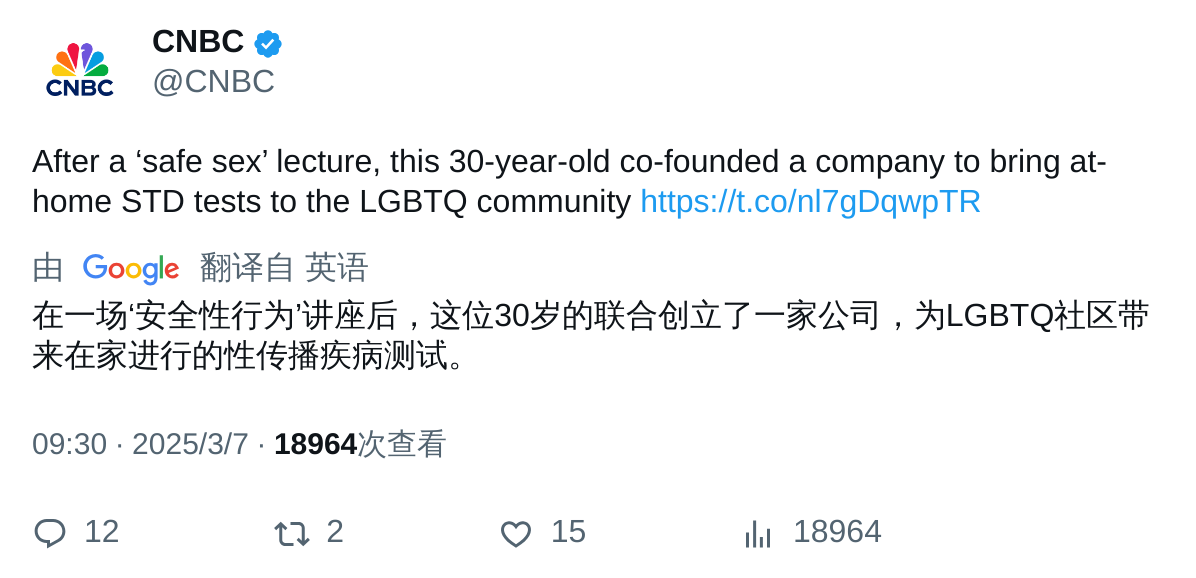 CNBC
CNBC
@CNBC
After a ‘safe sex’ lecture, this 30-year-old co-founded a company to bring at-
home STD tests to the LGBTQ community https://t.co/nl7gDqwpTR
由 Google 翻译自 英语
在一场‘安全性行为’讲座后，这位30岁的联合创立了一家公司，为LGBTQ社区带
来在家进行的性传播疾病测试。
09:30 · 2025/3/7 · 18964次查看
12 2 15 18964